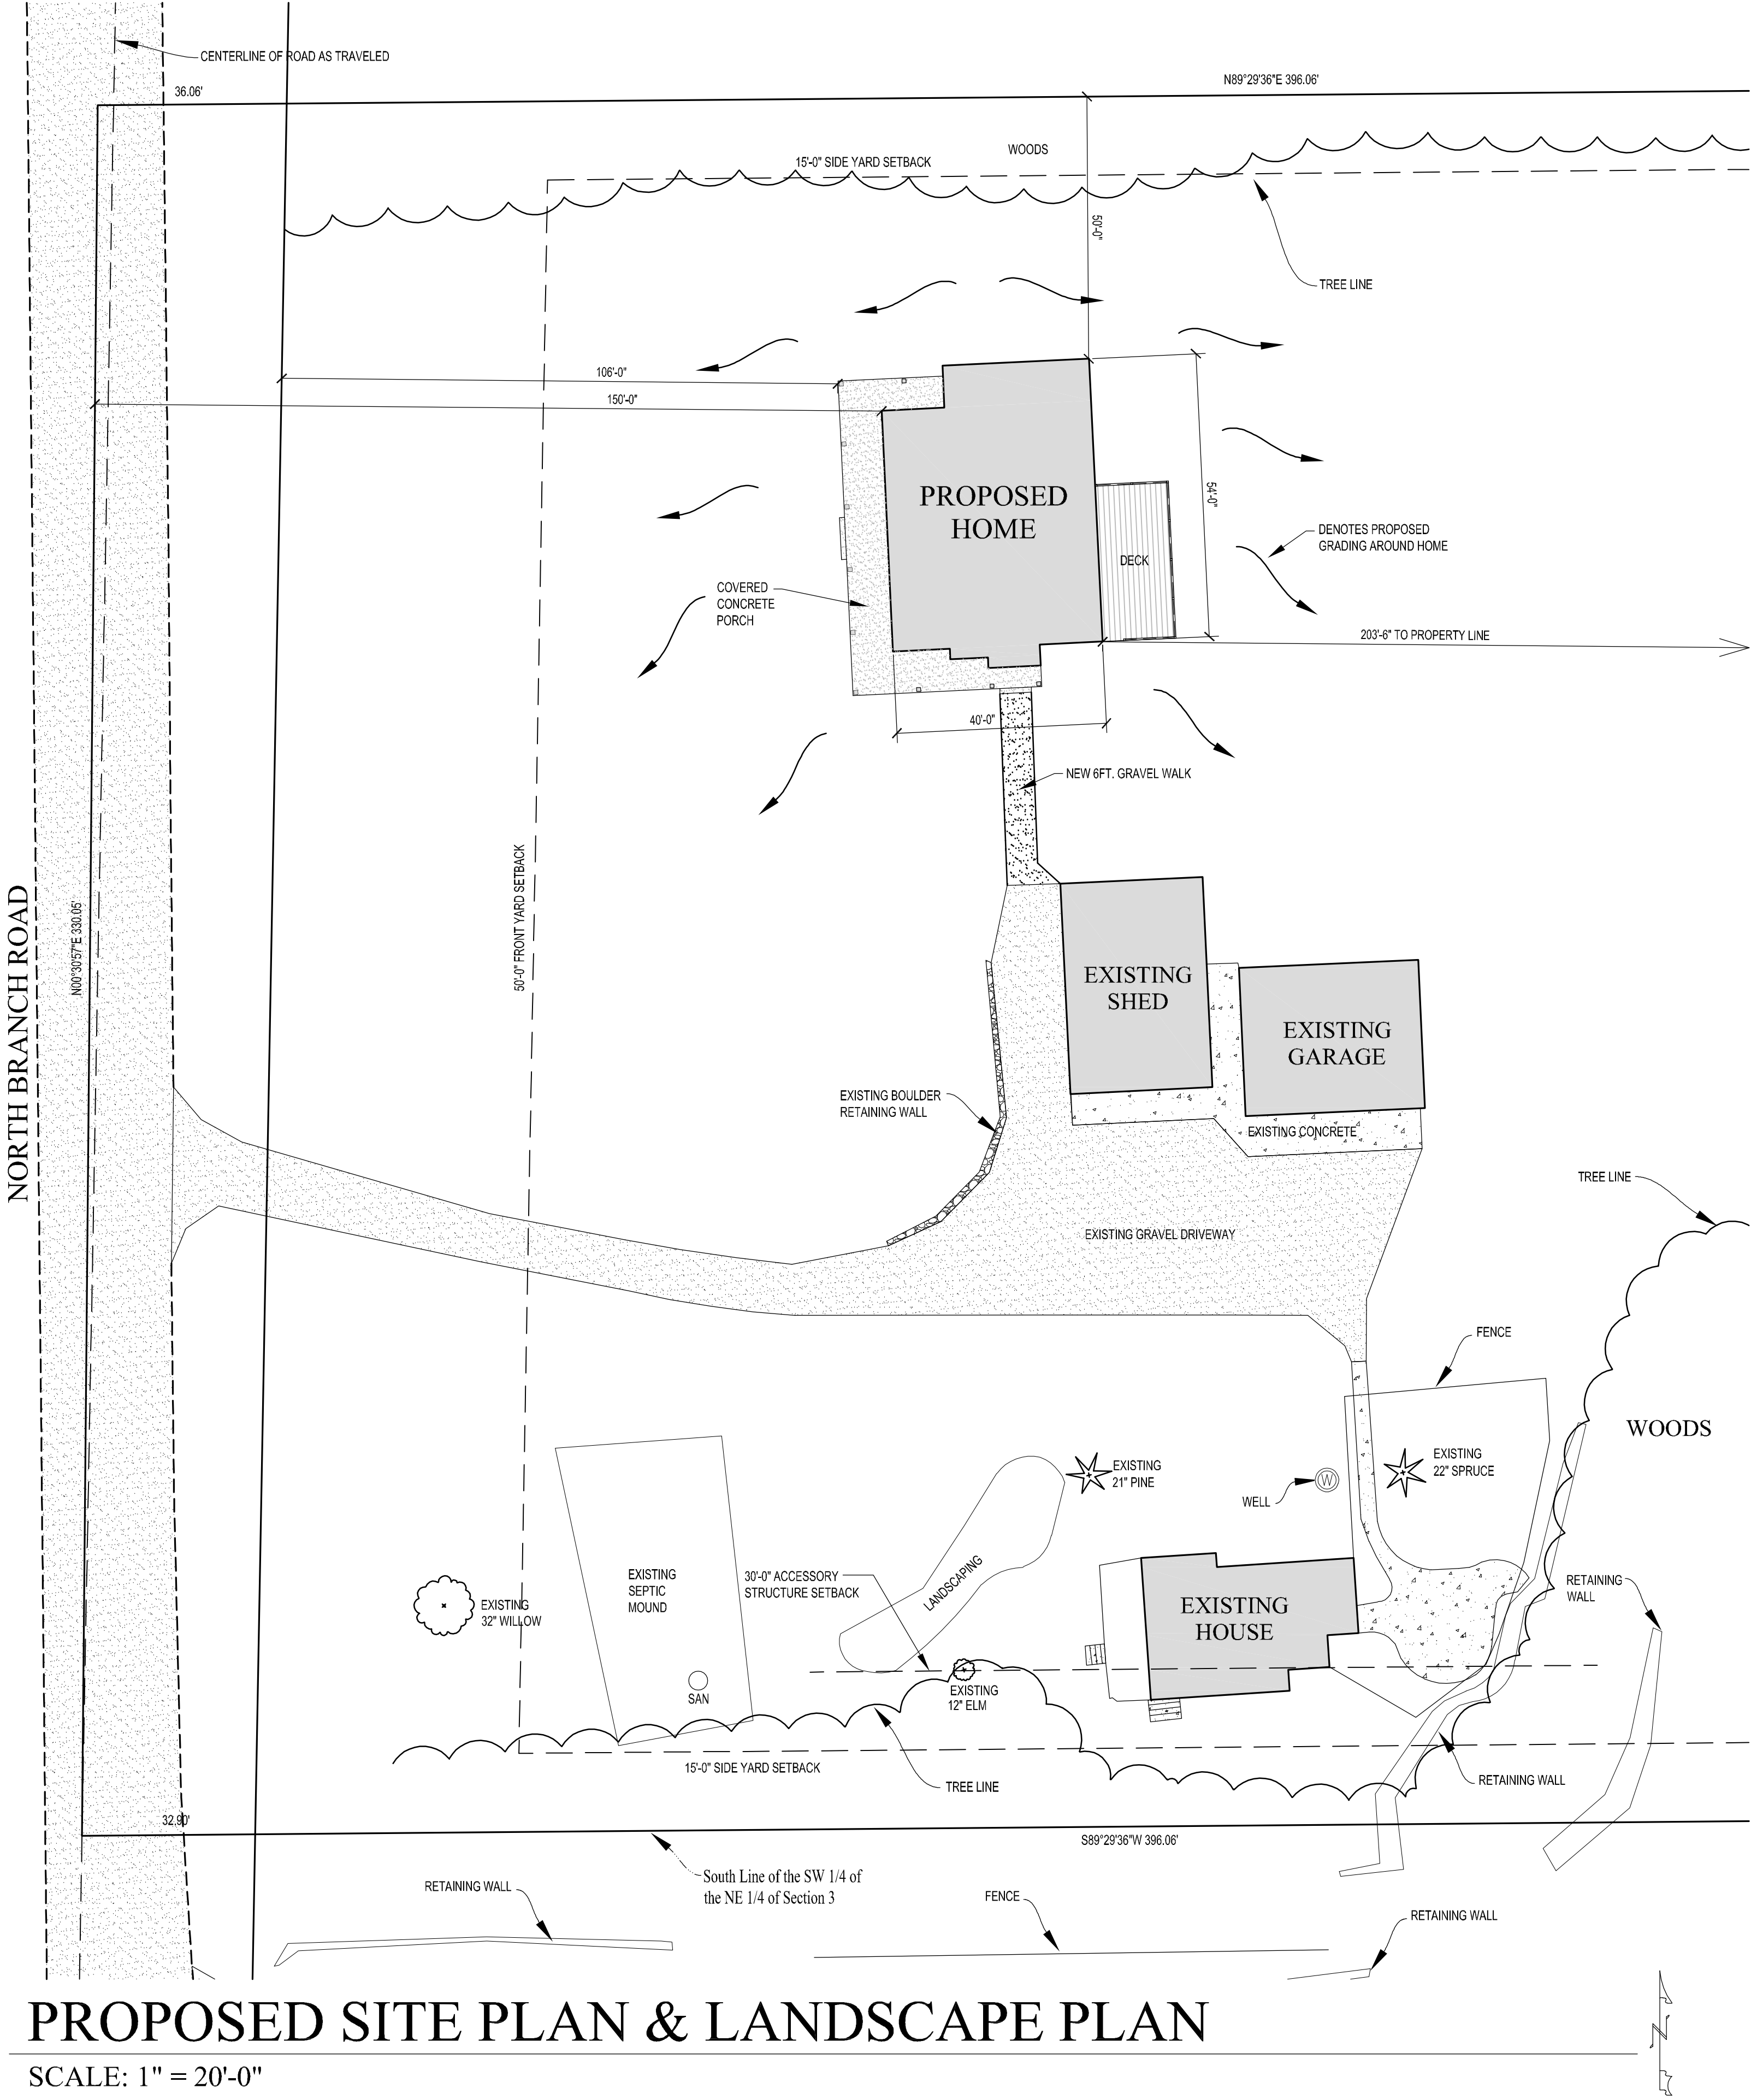 CENTERLINE OF ROAD AS TRAVELED
36.06'
N89°29'36"E 396.06'
WOODS
15'-0" SIDE YARD SETBACK
50'-0"
TREE LINE
106'-0"
150'-0"
PROPOSED
HOME
54'-0"
DENOTES PROPOSED
GRADING AROUND HOME
DECK
COVERED
CONCRETE
PORCH
203'-6" TO PROPERTY LINE
40'-0"
NEW 6FT. GRAVEL WALK
50'-0" FRONT YARD SETBACK
N00°30'57"E 330.05'
NORTH BRANCH ROAD
EXISTING
SHED
EXISTING
GARAGE
EXISTING BOULDER
RETAINING WALL
EXISTING CONCRETE
TREE LINE
EXISTING GRAVEL DRIVEWAY
FENCE
WOODS
EXISTING
21" PINE
EXISTING
22" SPRUCE
WELL
W
EXISTING
SEPTIC
MOUND
30'-0" ACCESSORY
STRUCTURE SETBACK
LANDSCAPING
RETAINING
WALL
EXISTING
32" WILLOW
EXISTING
HOUSE
SAN
EXISTING
12" ELM
15'-0" SIDE YARD SETBACK
TREE LINE
RETAINING WALL
32.90'
S89°29'36"W 396.06'
South Line of the SW 1/4 of
the NE 1/4 of Section 3
RETAINING WALL
FENCE
RETAINING WALL
PROPOSED SITE PLAN & LANDSCAPE PLAN
N
SCALE: 1" = 20'-0"